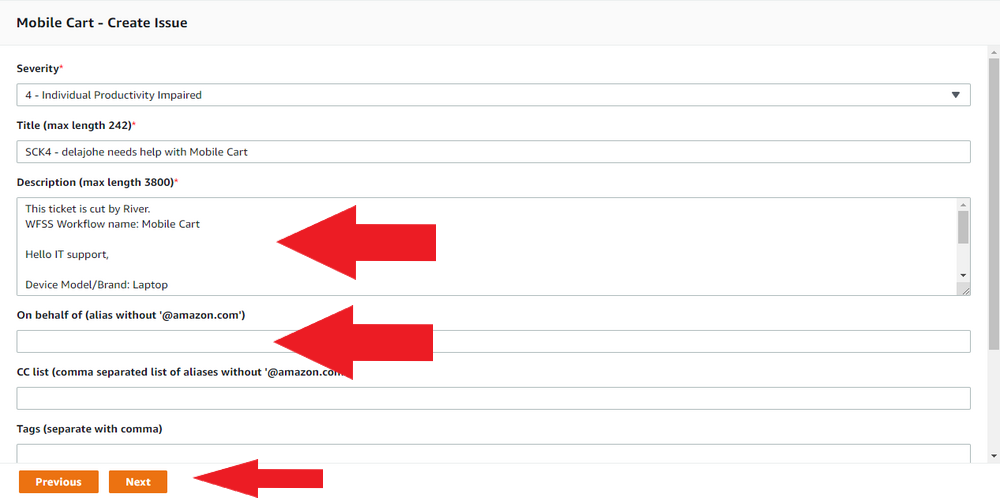 Mobile Cart - Create Issue
Severity*
4 - Individual Productivity Impaired
Title (max length 242)*
SCK4 - delajohe needs help with Mobile Cart
Description (max length 3800)*
This ticket is cut by River.
WFSS Workflow name: Mobile Cart
Hello IT support,
Device Model/Brand: Laptop
On behalf of (alias without '@amazon.com')
CC list (comma separated list of aliases without '@amazon.com
Tags (separate with comma)
Previous Next